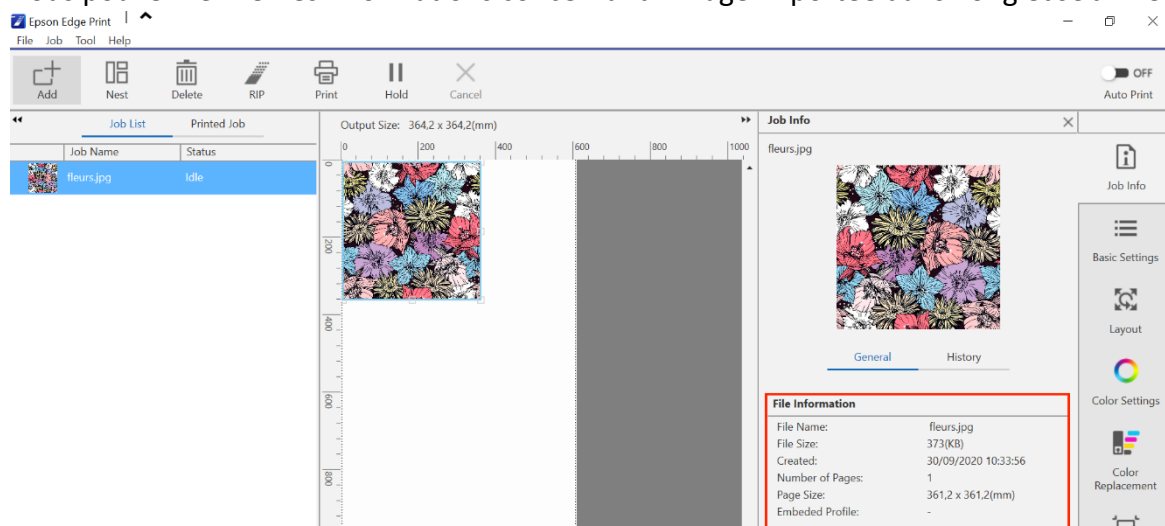 Epson Edge Print
File Job Tool Help
Add Nest Delete RIP Print Hold Cancel
OFF
Auto Print
Job List Printed Job
Job Name Status
fleurs.jpg Idle
Output Size: 364,2 x 364,2(mm)
0 200 400 600 800 1000
0
200
400
600
800
Job Info
fleurs.jpg
General History
File Information
File Name: fleurs.jpg
File Size: 373(KB)
Created: 30/09/2020 10:33:56
Number of Pages: 1
Page Size: 361,2 x 361,2(mm)
Embeded Profile: -
Job Info
Basic Settings
Layout
Color Settings
Color
Replacement